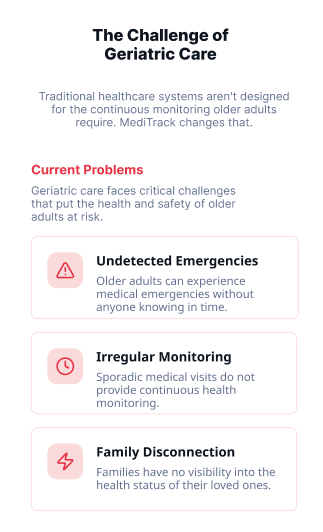 The Challenge of
Geriatric Care
Traditional healthcare systems aren't designed
for the continuous monitoring older adults
require. MediTrack changes that.
Current Problems
Geriatric care faces critical challenges
that put the health and safety of older
adults at risk.
Undetected Emergencies
Older adults can experience
medical emergencies without
anyone knowing in time.
Irregular Monitoring
Sporadic medical visits do not
provide continuous health
monitoring.
Family Disconnection
Families have no visibility into the
health status of their loved ones.